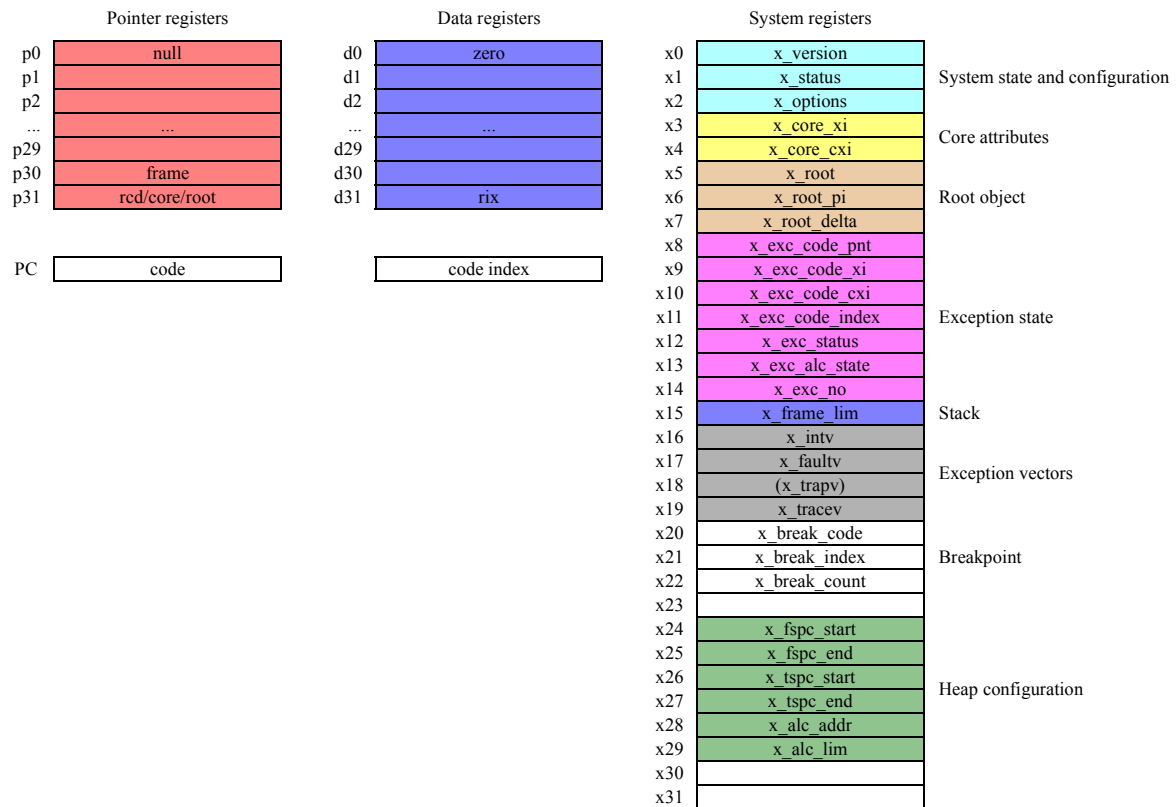 Pointer registers Data registers System registers
p0 null d0 zero x0 x_version
p1 d1 x1 x_status System state and configuration
p2 d2 x2 x_options
... ... ... ... x3 x_core_xi
p29 d29 x4 x_core_cxi Core attributes
p30 frame d30 x5 x_root
p31 rcd/core/root d31 rix x6 x_root_pi Root object
x7 x_root_delta
x8 x_exc_code_pnt
PC code code index x9 x_exc_code_xi
x10 x_exc_code_cxi
x11 x_exc_code_index Exception state
x12 x_exc_status
x13 x_exc_alc_state
x14 x_exc_no
x15 x_frame_lim Stack
x16 x_intv
x17 x_faultv
x18 (x_trapv) Exception vectors
x19 x_tracev
x20 x_break_code
x21 x_break_index Breakpoint
x22 x_break_count
x23
x24 x_fspc_start
x25 x_fspc_end
x26 x_tspc_start
x27 x_tspc_end Heap configuration
x28 x_alc_addr
x29 x_alc_lim
x30
x31